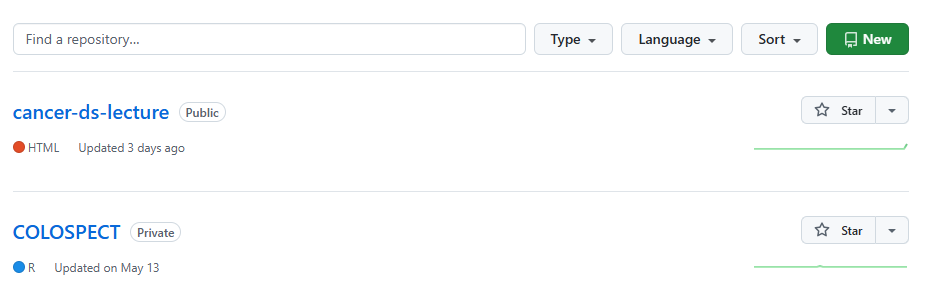 Find a repository… Type Language Sort New
cancer-ds-lecture Public Star
HTML Updated 3 days ago
COLOSPECT Private Star
R Updated on May 13